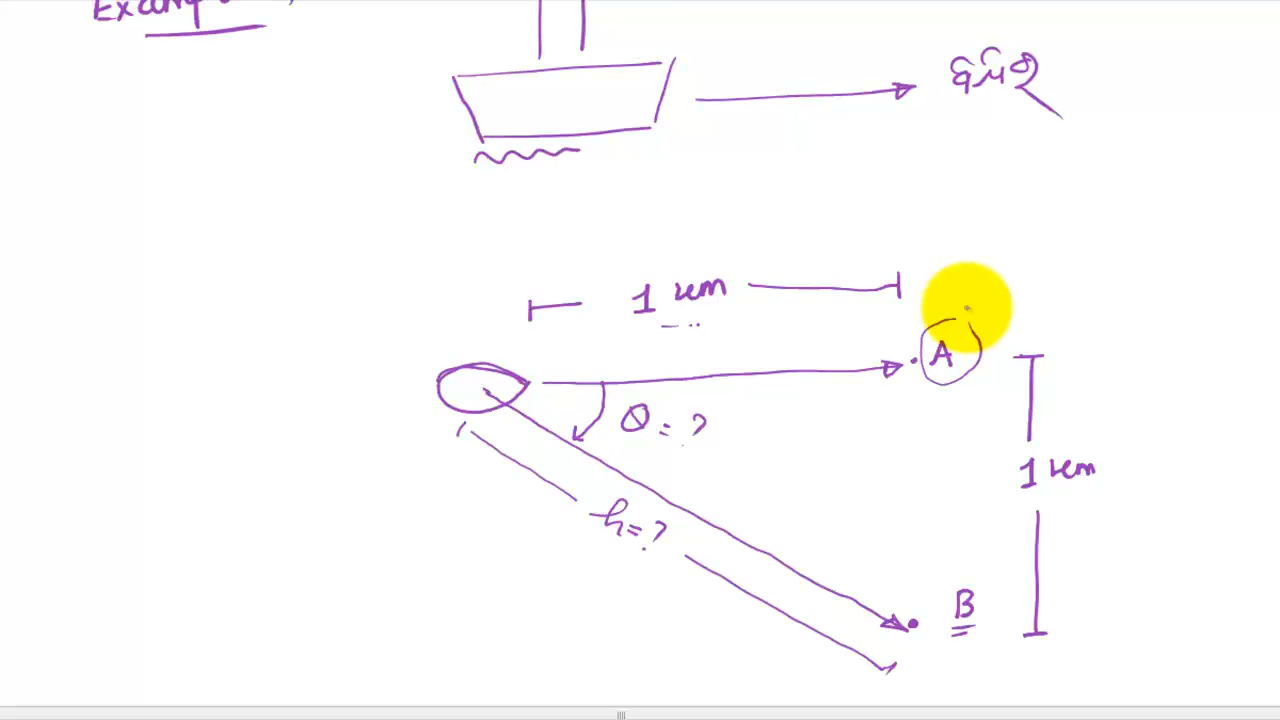 Example
1 km
A
θ = ?
1 km
h = ?
B